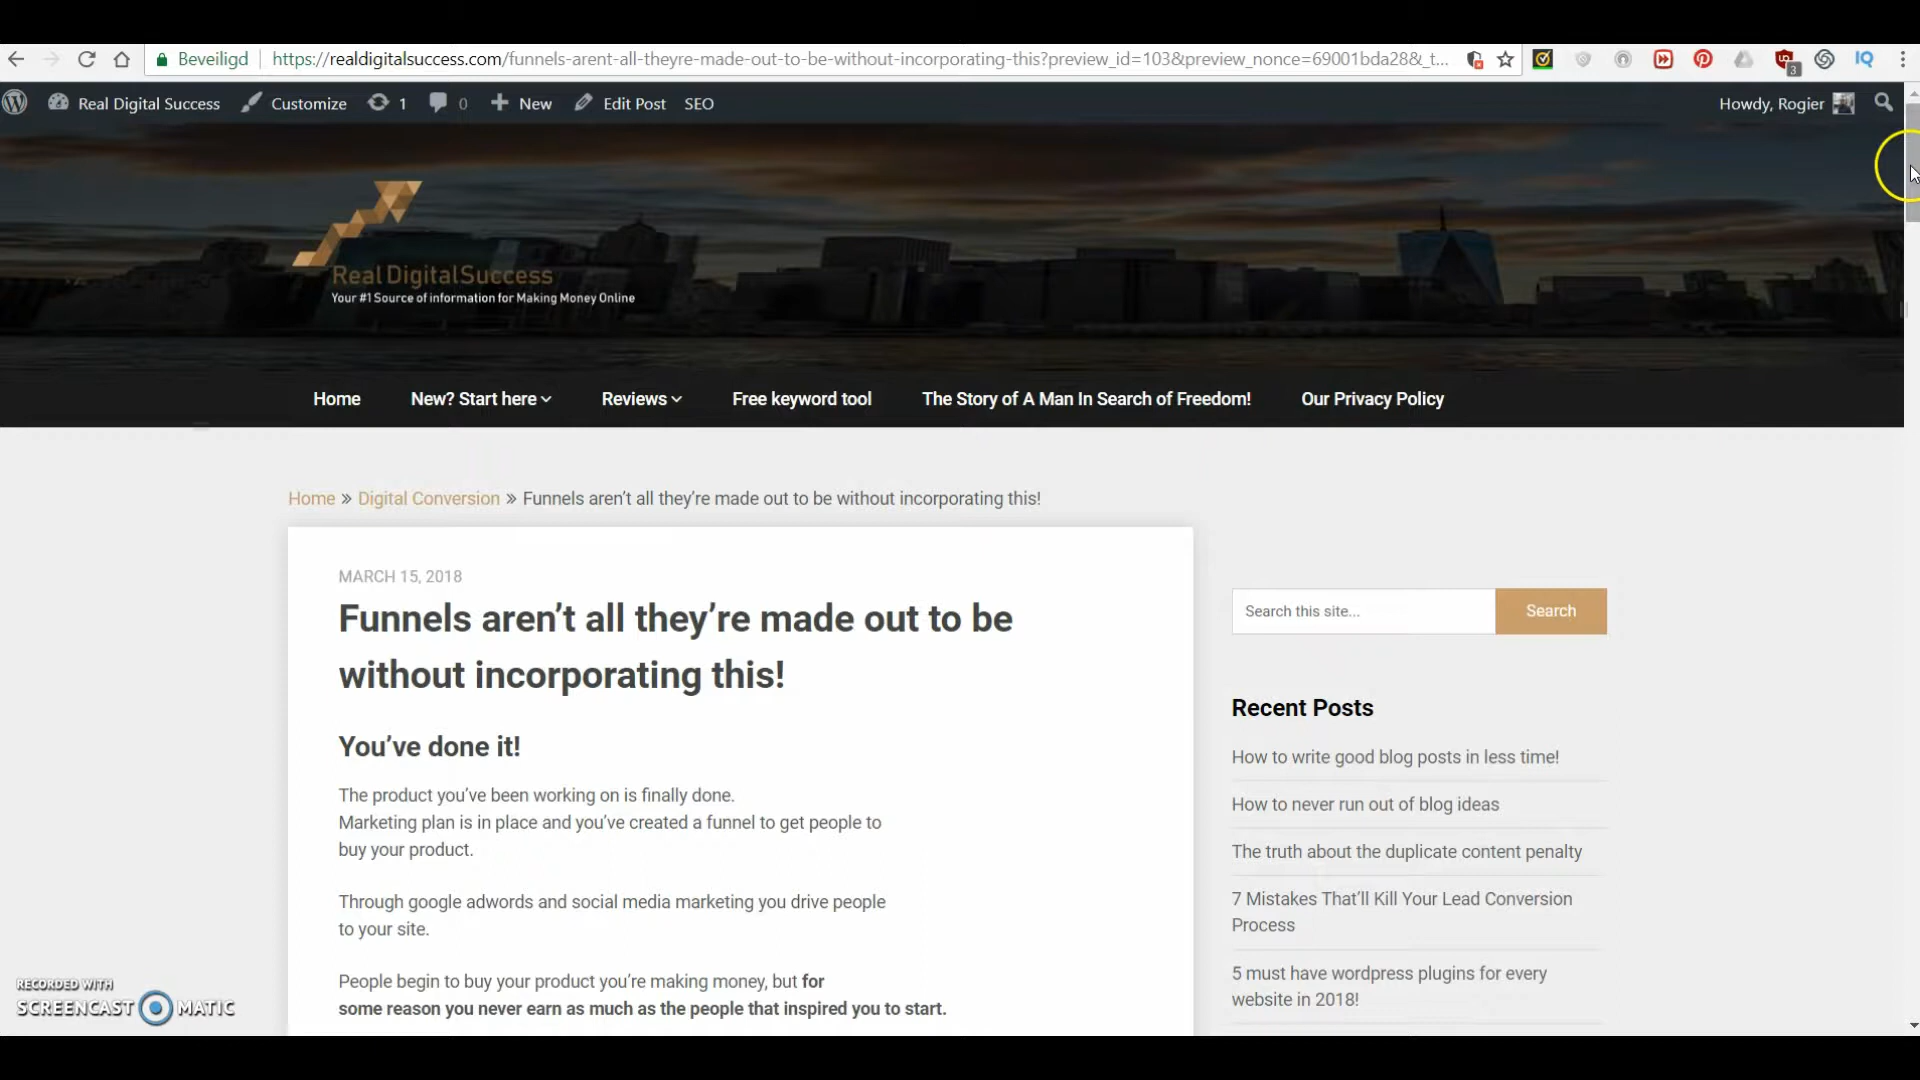 Beveiligd
https://realdigitalsuccess.com/funnels-arent-all-theyre-made-out-to-be-without-incorporating-this?preview_id=103&preview_nonce=69001bda28&_t...
3
IQ
Real Digital Success
Customize
1
0
New
Edit Post
SEO
Howdy, Rogier
Real DigitalSuccess
Your #1 Source of information for Making Money Online
Home
New? Start here
Reviews
Free keyword tool
The Story of A Man In Search of Freedom!
Our Privacy Policy
Home » Digital Conversion » Funnels aren’t all they’re made out to be without incorporating this!
MARCH 15, 2018
Funnels aren’t all they’re made out to be
without incorporating this!
You’ve done it!
The product you’ve been working on is finally done.
Marketing plan is in place and you’ve created a funnel to get people to
buy your product.
Through google adwords and social media marketing you drive people
to your site.
People begin to buy your product you’re making money, but for
some reason you never earn as much as the people that inspired you to start.
Search this site...
Search
Recent Posts
How to write good blog posts in less time!
How to never run out of blog ideas
The truth about the duplicate content penalty
7 Mistakes That’ll Kill Your Lead Conversion
Process
5 must have wordpress plugins for every
website in 2018!
RECORDED WITH
SCREENCAST MATIC